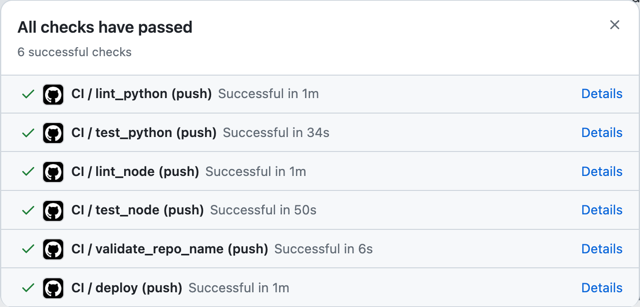 All checks have passed
6 successful checks
CI / lint_python (push) Successful in 1m Details
CI / test_python (push) Successful in 34s Details
CI / lint_node (push) Successful in 1m Details
CI / test_node (push) Successful in 50s Details
CI / validate_repo_name (push) Successful in 6s Details
CI / deploy (push) Successful in 1m Details